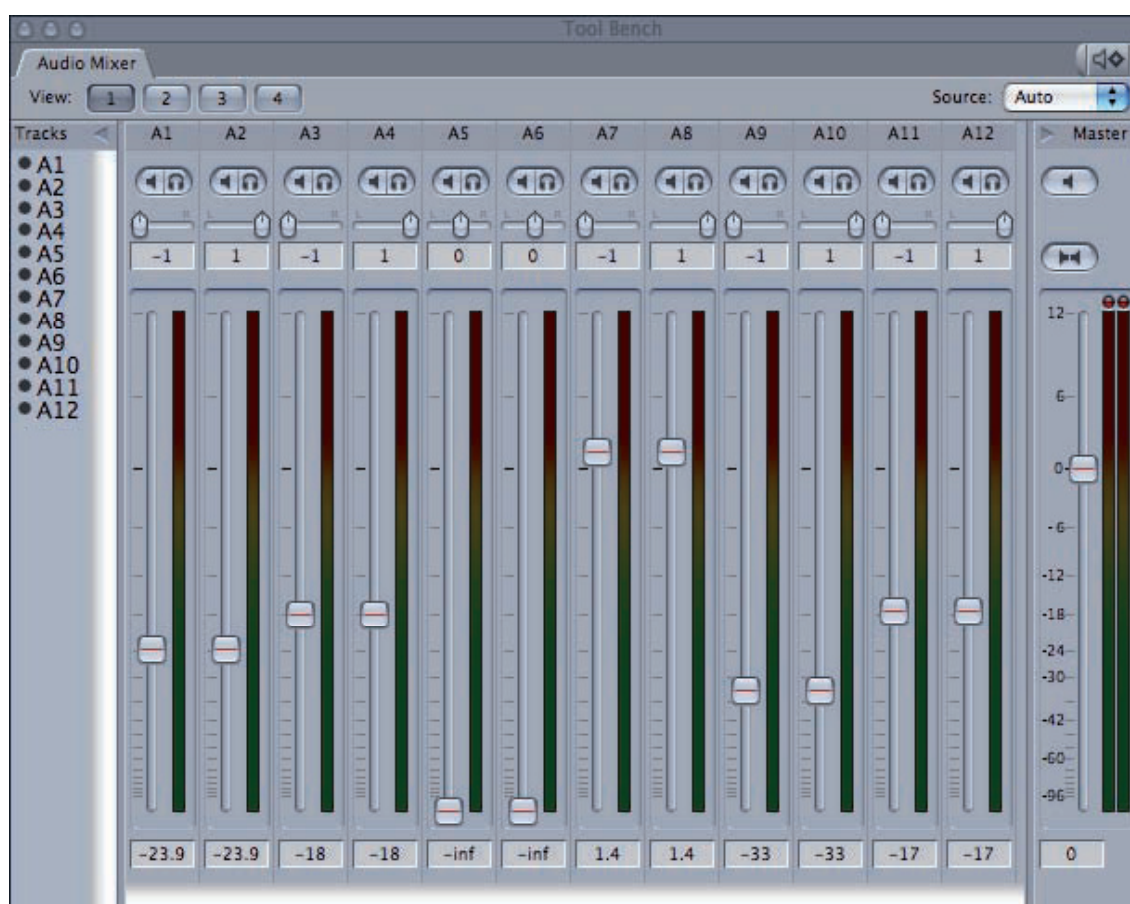 Tool Bench
Audio Mixer
View: 1 2 3 4 Source: Auto
Tracks A1 A2 A3 A4 A5 A6 A7 A8 A9 A10 A11 A12 Master
A1
A2
A3
A4
A5
A6
A7
A8
A9
A10
A11
A12
L R L R L R L R L R L R L R L R L R L R L R L R
-1 1 -1 1 0 0 -1 1 -1 1 -1 1
12
6
0
-6
-12
-18
-24
-30
-42
-60
-96
-23.9 -23.9 -18 -18 -inf -inf 1.4 1.4 -33 -33 -17 -17 0